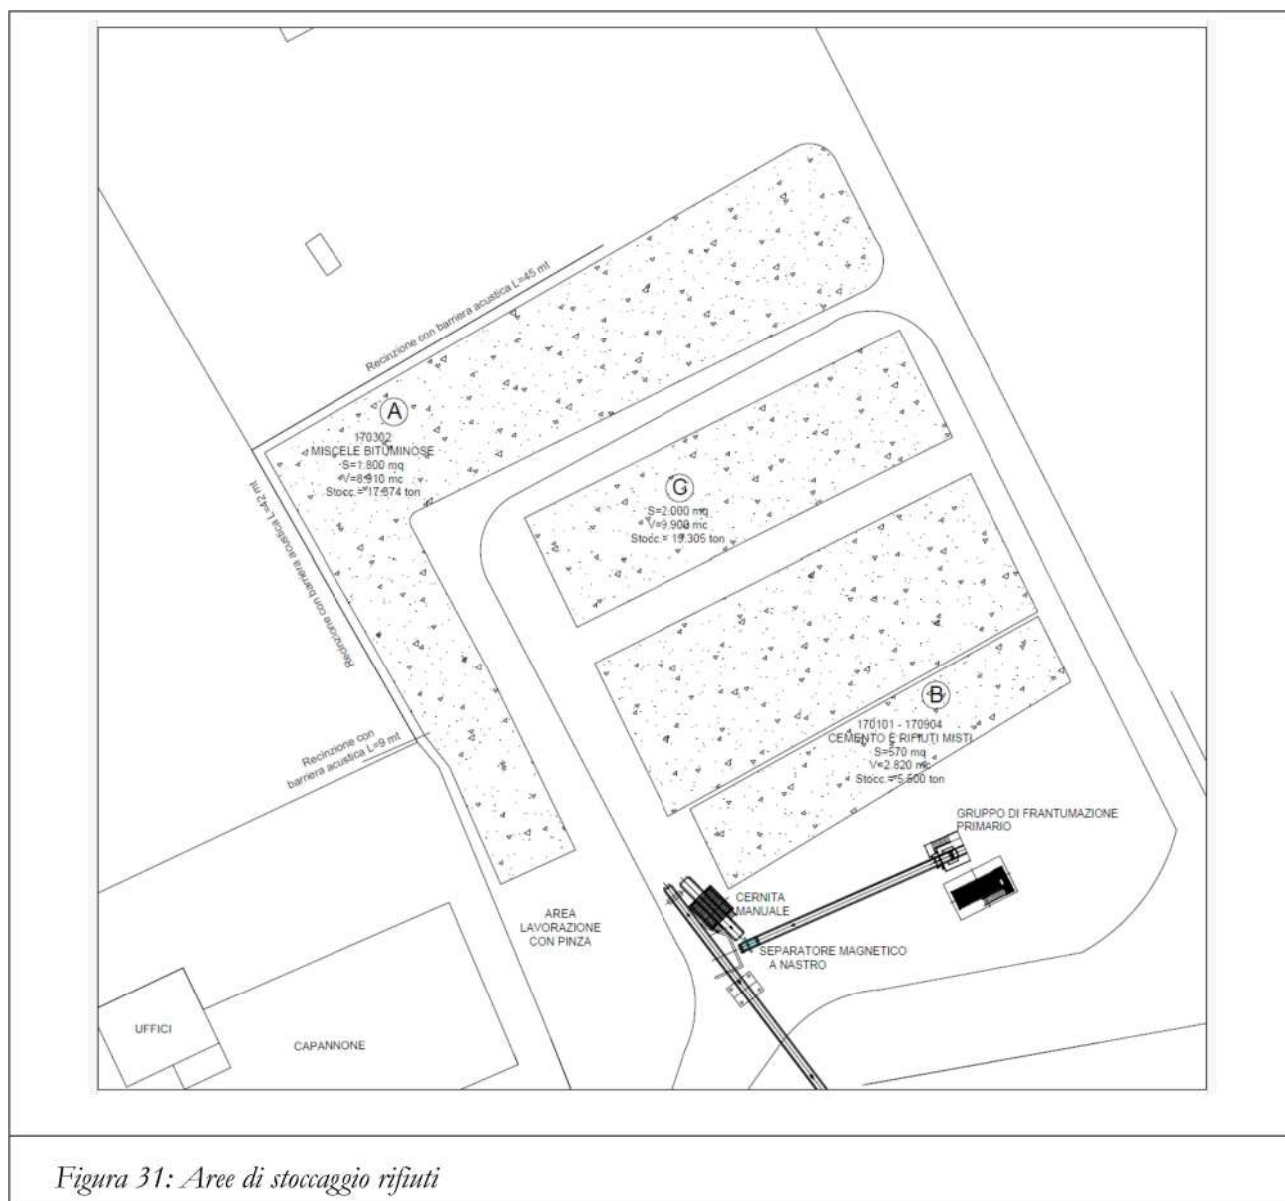 Recinzione con barriera acustica L=45 mt
A
170302
MISCELE BITUMINOSE
S=1.800 mq
V=8.910 mc
Stocc.= 17.374 ton
Recinzione con barriera acustica L=42 mt
G
S=2.000 mq
V=9.900 mc
Stocc.= 19.305 ton
B
170101 - 170904
CEMENTO E RIFIUTI MISTI
S=570 mq
V=2.820 mc
Stocc.= 5.500 ton
Recinzione con
barriera acustica L=9 mt
GRUPPO DI FRANTUMAZIONE
PRIMARIO
CERNITA
MANUALE
AREA
LAVORAZIONE
CON PINZA
SEPARATORE MAGNETICO
A NASTRO
UFFICI
CAPANNONE
Figura 31: Aree di stoccaggio rifiuti